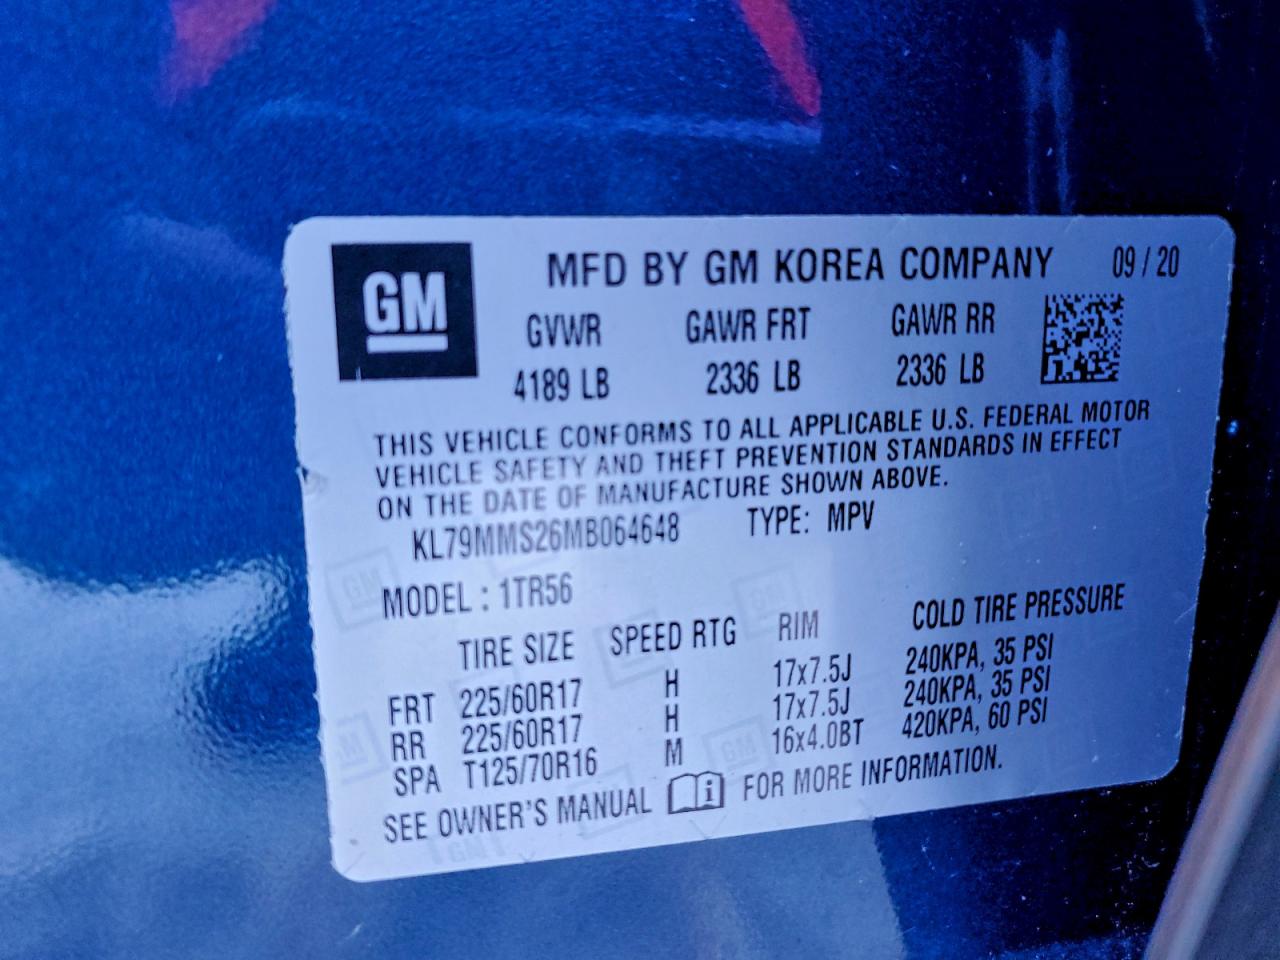 GM
MFD BY GM KOREA COMPANY 09 / 20
GVWR GAWR FRT GAWR RR
4189 LB 2336 LB 2336 LB
THIS VEHICLE CONFORMS TO ALL APPLICABLE U.S. FEDERAL MOTOR
VEHICLE SAFETY AND THEFT PREVENTION STANDARDS IN EFFECT
ON THE DATE OF MANUFACTURE SHOWN ABOVE.
KL79MMS26MB064648 TYPE: MPV
MODEL : 1TR56
TIRE SIZE SPEED RTG RIM COLD TIRE PRESSURE
FRT 225/60R17 H 17x7.5J 240KPA, 35 PSI
RR 225/60R17 H 17x7.5J 240KPA, 35 PSI
SPA T125/70R16 M 16x4.0BT 420KPA, 60 PSI
SEE OWNER'S MANUAL i FOR MORE INFORMATION.